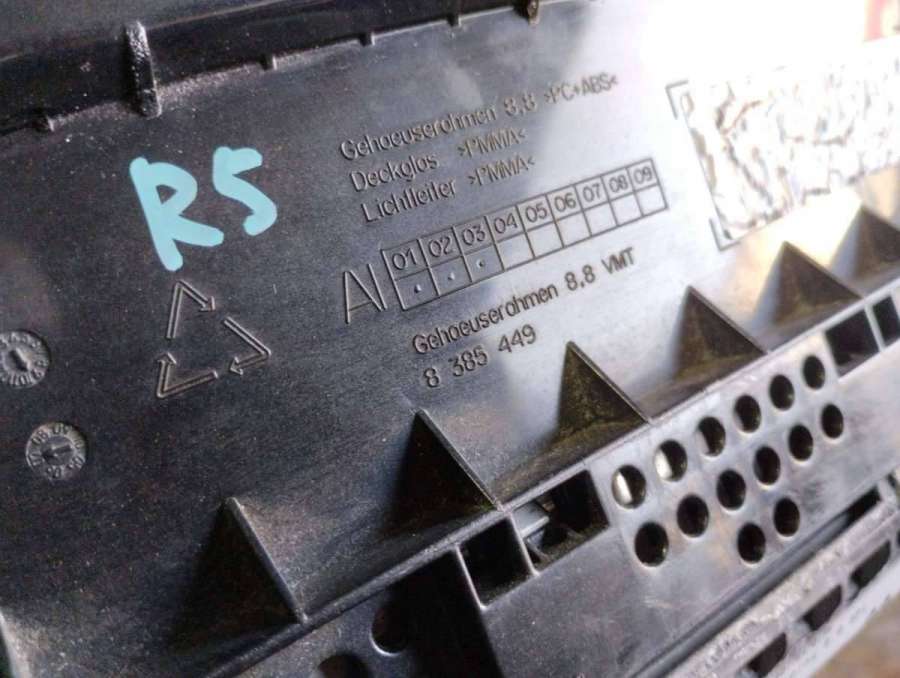 R5
Gehaeuserahmen 8,8 >PC+ABS<
Deckglas >PMMA<
Lichtleiter >PMMA<
AI 01 02 03 04 05 06 07 08 09
Gehaeuserahmen 8,8 VMT
8 385 449